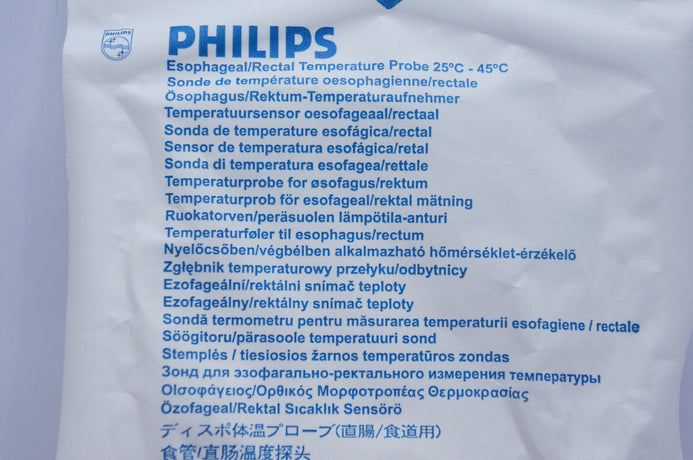 PHILIPS
PHILIPS
Esophageal/Rectal Temperature Probe 25°C - 45°C
Sonde de température oesophagienne/rectale
Ösophagus/Rektum-Temperaturaufnehmer
Temperatuursensor oesofageaal/rectaal
Sonda de temperature esofágica/rectal
Sensor de temperatura esofágica/retal
Sonda di temperatura esofagea/rettale
Temperaturprobe for øsofagus/rektum
Temperaturprob för esofageal/rektal mätning
Ruokatorven/peräsuolen lämpötila-anturi
Temperaturføler til esophagus/rectum
Nyelőcsőben/végbélben alkalmazható hőmérséklet-érzékelő
Zgłębnik temperaturowy przełyku/odbytnicy
Ezofageální/rektální snímač teploty
Ezofageálny/rektálny snímač teploty
Sondă termometru pentru măsurarea temperaturii esofagiene / rectale
Söögitoru/pärasoole temperatuuri sond
Stemplės / tiesiosios žarnos temperatūros zondas
Зонд для эзофагально-ректального измерения температуры
Οισοφάγειος/Ορθικός Μορφοτροπέας Θερμοκρασίας
Özofageal/Rektal Sıcaklık Sensörö
ディスポ体温プローブ(直腸/食道用)
食管/直肠温度探头